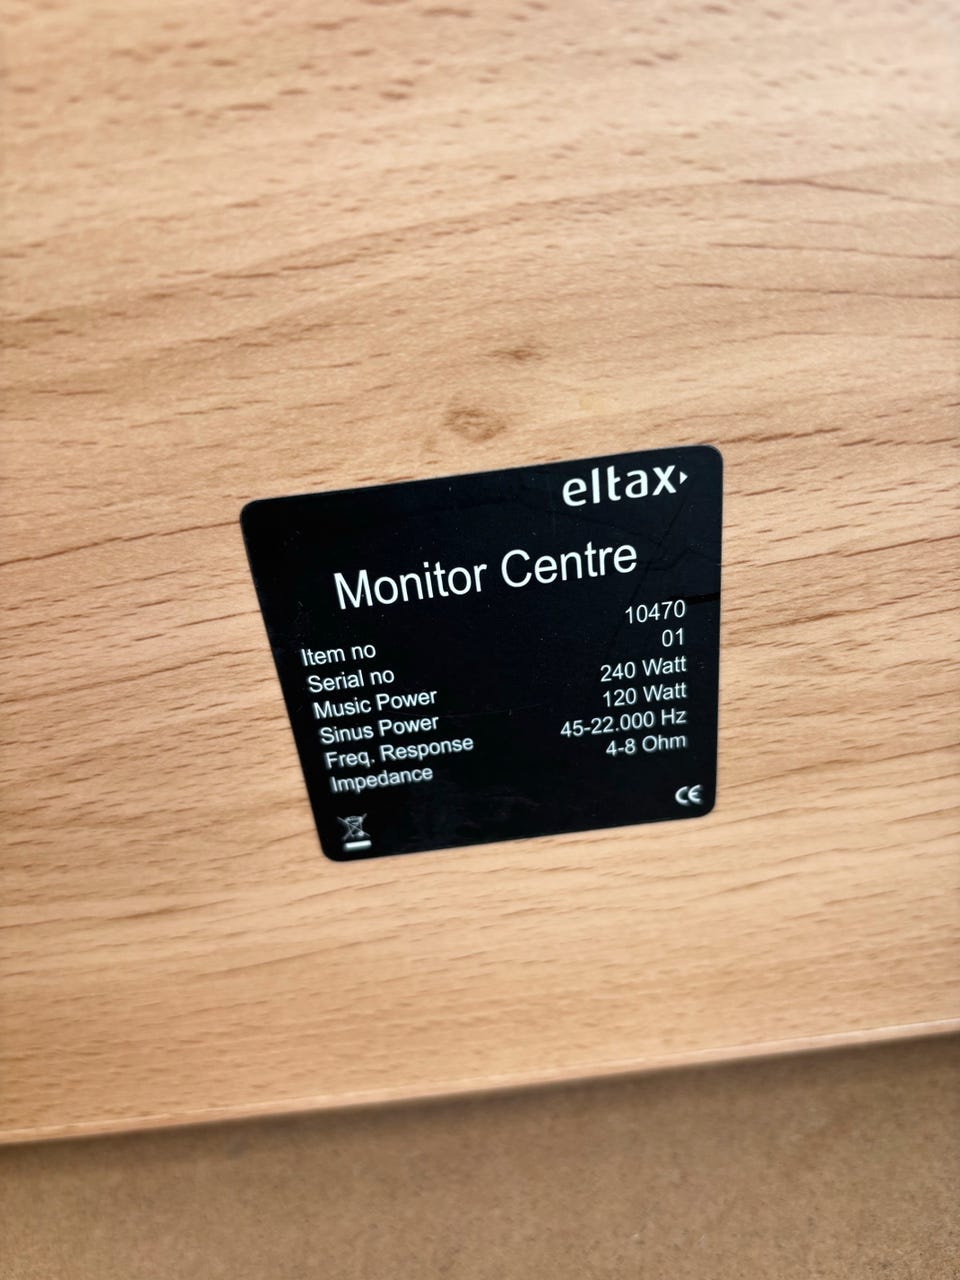 eltax
Monitor Centre
Item no 10470
Serial no 01
Music Power 240 Watt
Sinus Power 120 Watt
Freq. Response 45-22.000 Hz
Impedance 4-8 Ohm
CE